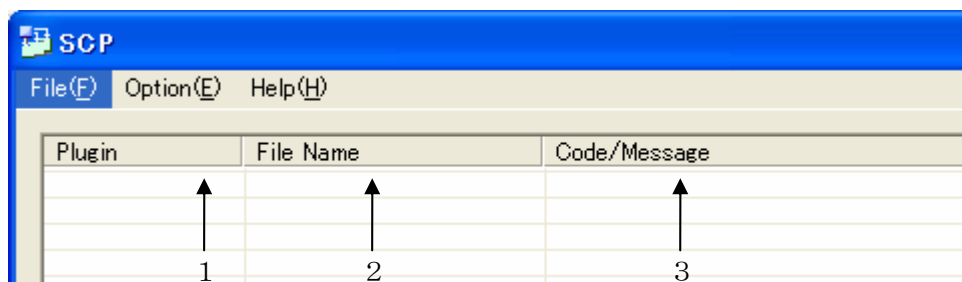 SCP
File(F) Option(E) Help(H)
Plugin File Name Code/Message
1 2 3